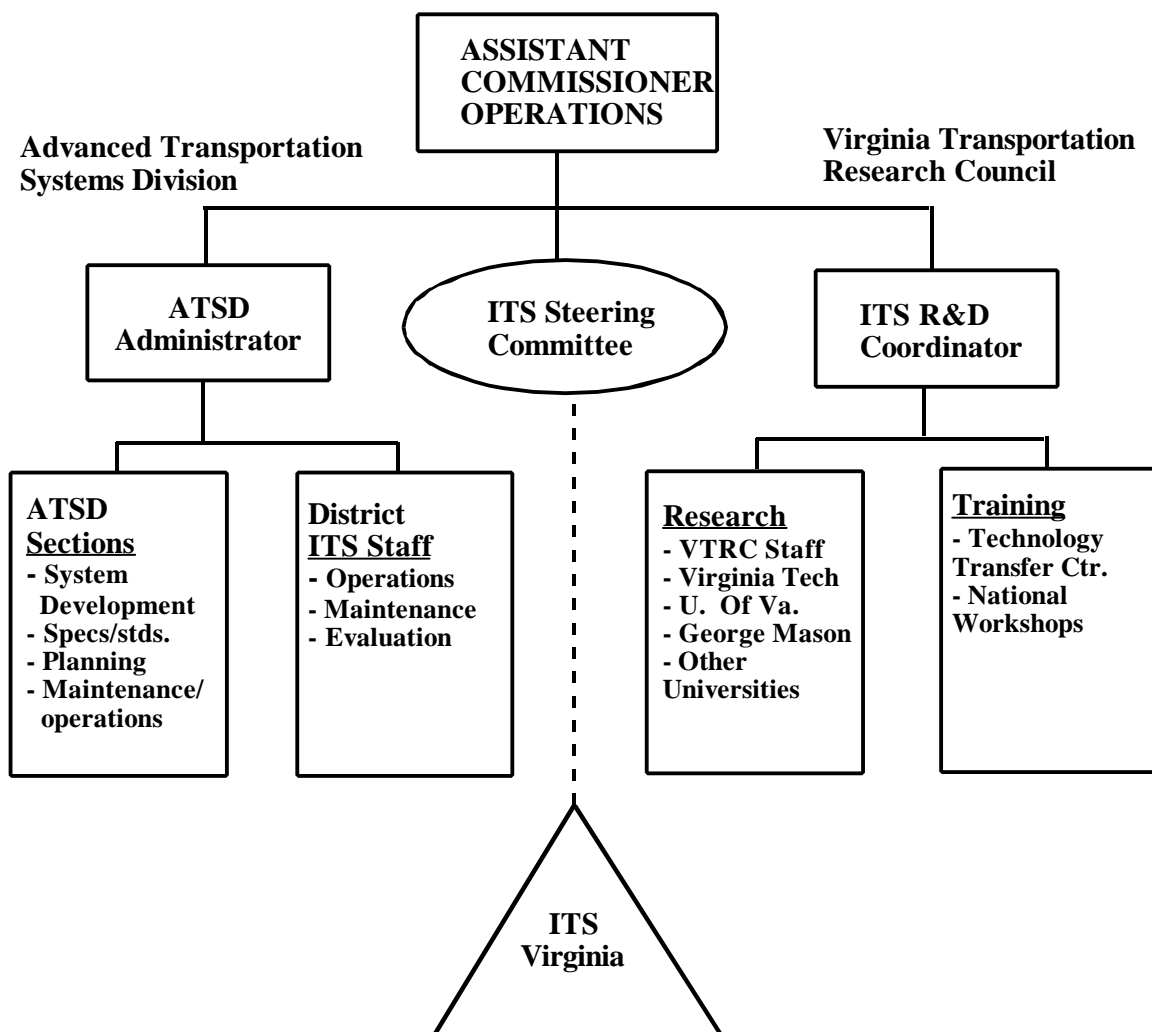 ASSISTANT
COMMISSIONER
OPERATIONS
Advanced Transportation
Systems Division
Virginia Transportation
Research Council
ATSD
Administrator
ITS Steering
Committee
ITS R&D
Coordinator
ATSD
Sections
- System
Development
- Specs/stds.
- Planning
- Maintenance/
operations
District
ITS Staff
- Operations
- Maintenance
- Evaluation
Research
- VTRC Staff
- Virginia Tech
- U. Of Va.
- George Mason
- Other
Universities
Training
- Technology
Transfer Ctr.
- National
Workshops
ITS
Virginia